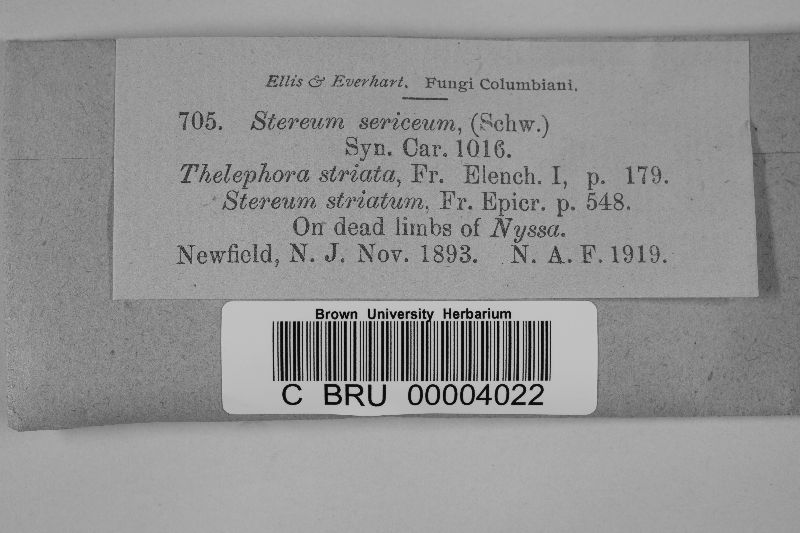 Ellis & Everhart. Fungi Columbiani.
705. Stereum sericeum, (Schw.)
Syn. Car. 1016.
Thelephora striata, Fr. Elench. I, p. 179.
Stereum striatum, Fr. Epicr. p. 548.
On dead limbs of Nyssa.
Newfield, N. J. Nov. 1893. N. A. F. 1919.
Brown University Herbarium
C BRU 00004022